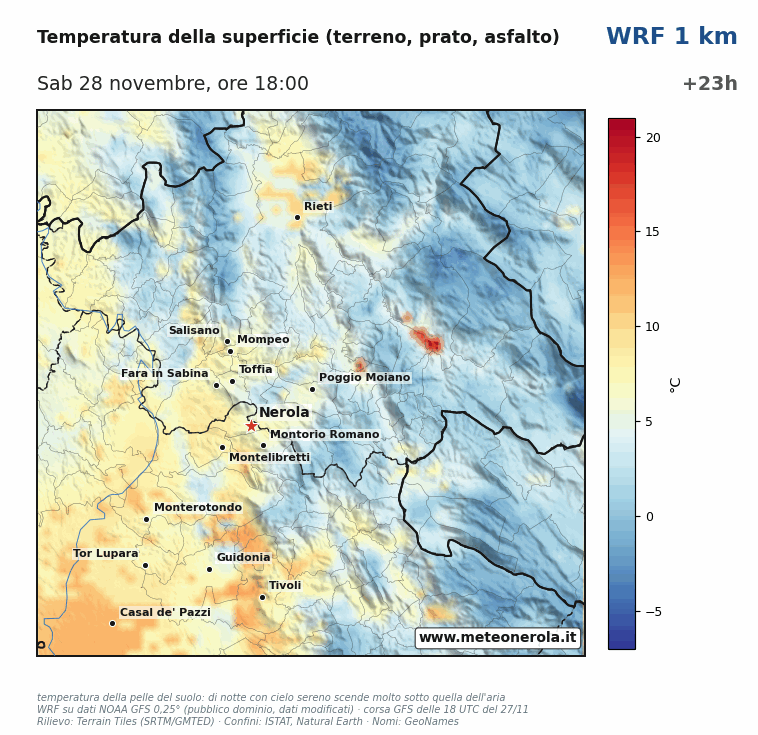 Temperatura della superficie (terreno, prato, asfalto)
WRF 1 km
Sab 28 novembre, ore 18:00
+23h
Rieti
Salisano
Mompeo
Fara in Sabina
Toffia
Poggio Moiano
Nerola
Montorio Romano
Montelibretti
Monterotondo
Tor Lupara
Guidonia
Tivoli
Casal de' Pazzi
www.meteonerola.it
20
15
10
5
0
−5
°C
temperatura della pelle del suolo: di notte con cielo sereno scende molto sotto quella dell'aria
WRF su dati NOAA GFS 0,25° (pubblico dominio, dati modificati) · corsa GFS delle 18 UTC del 27/11
Rilievo: Terrain Tiles (SRTM/GMTED) · Confini: ISTAT, Natural Earth · Nomi: GeoNames